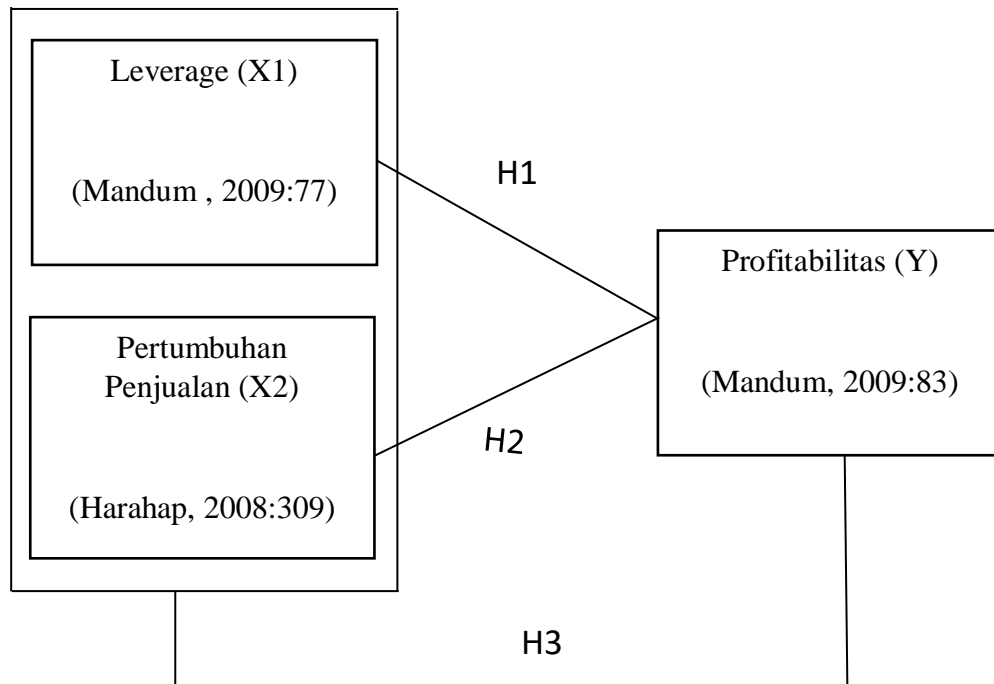 Leverage (X1)
(Mandum , 2009:77)
H1
Profitabilitas (Y)
(Mandum, 2009:83)
Pertumbuhan
Penjualan (X2)
(Harahap, 2008:309)
H2
H3